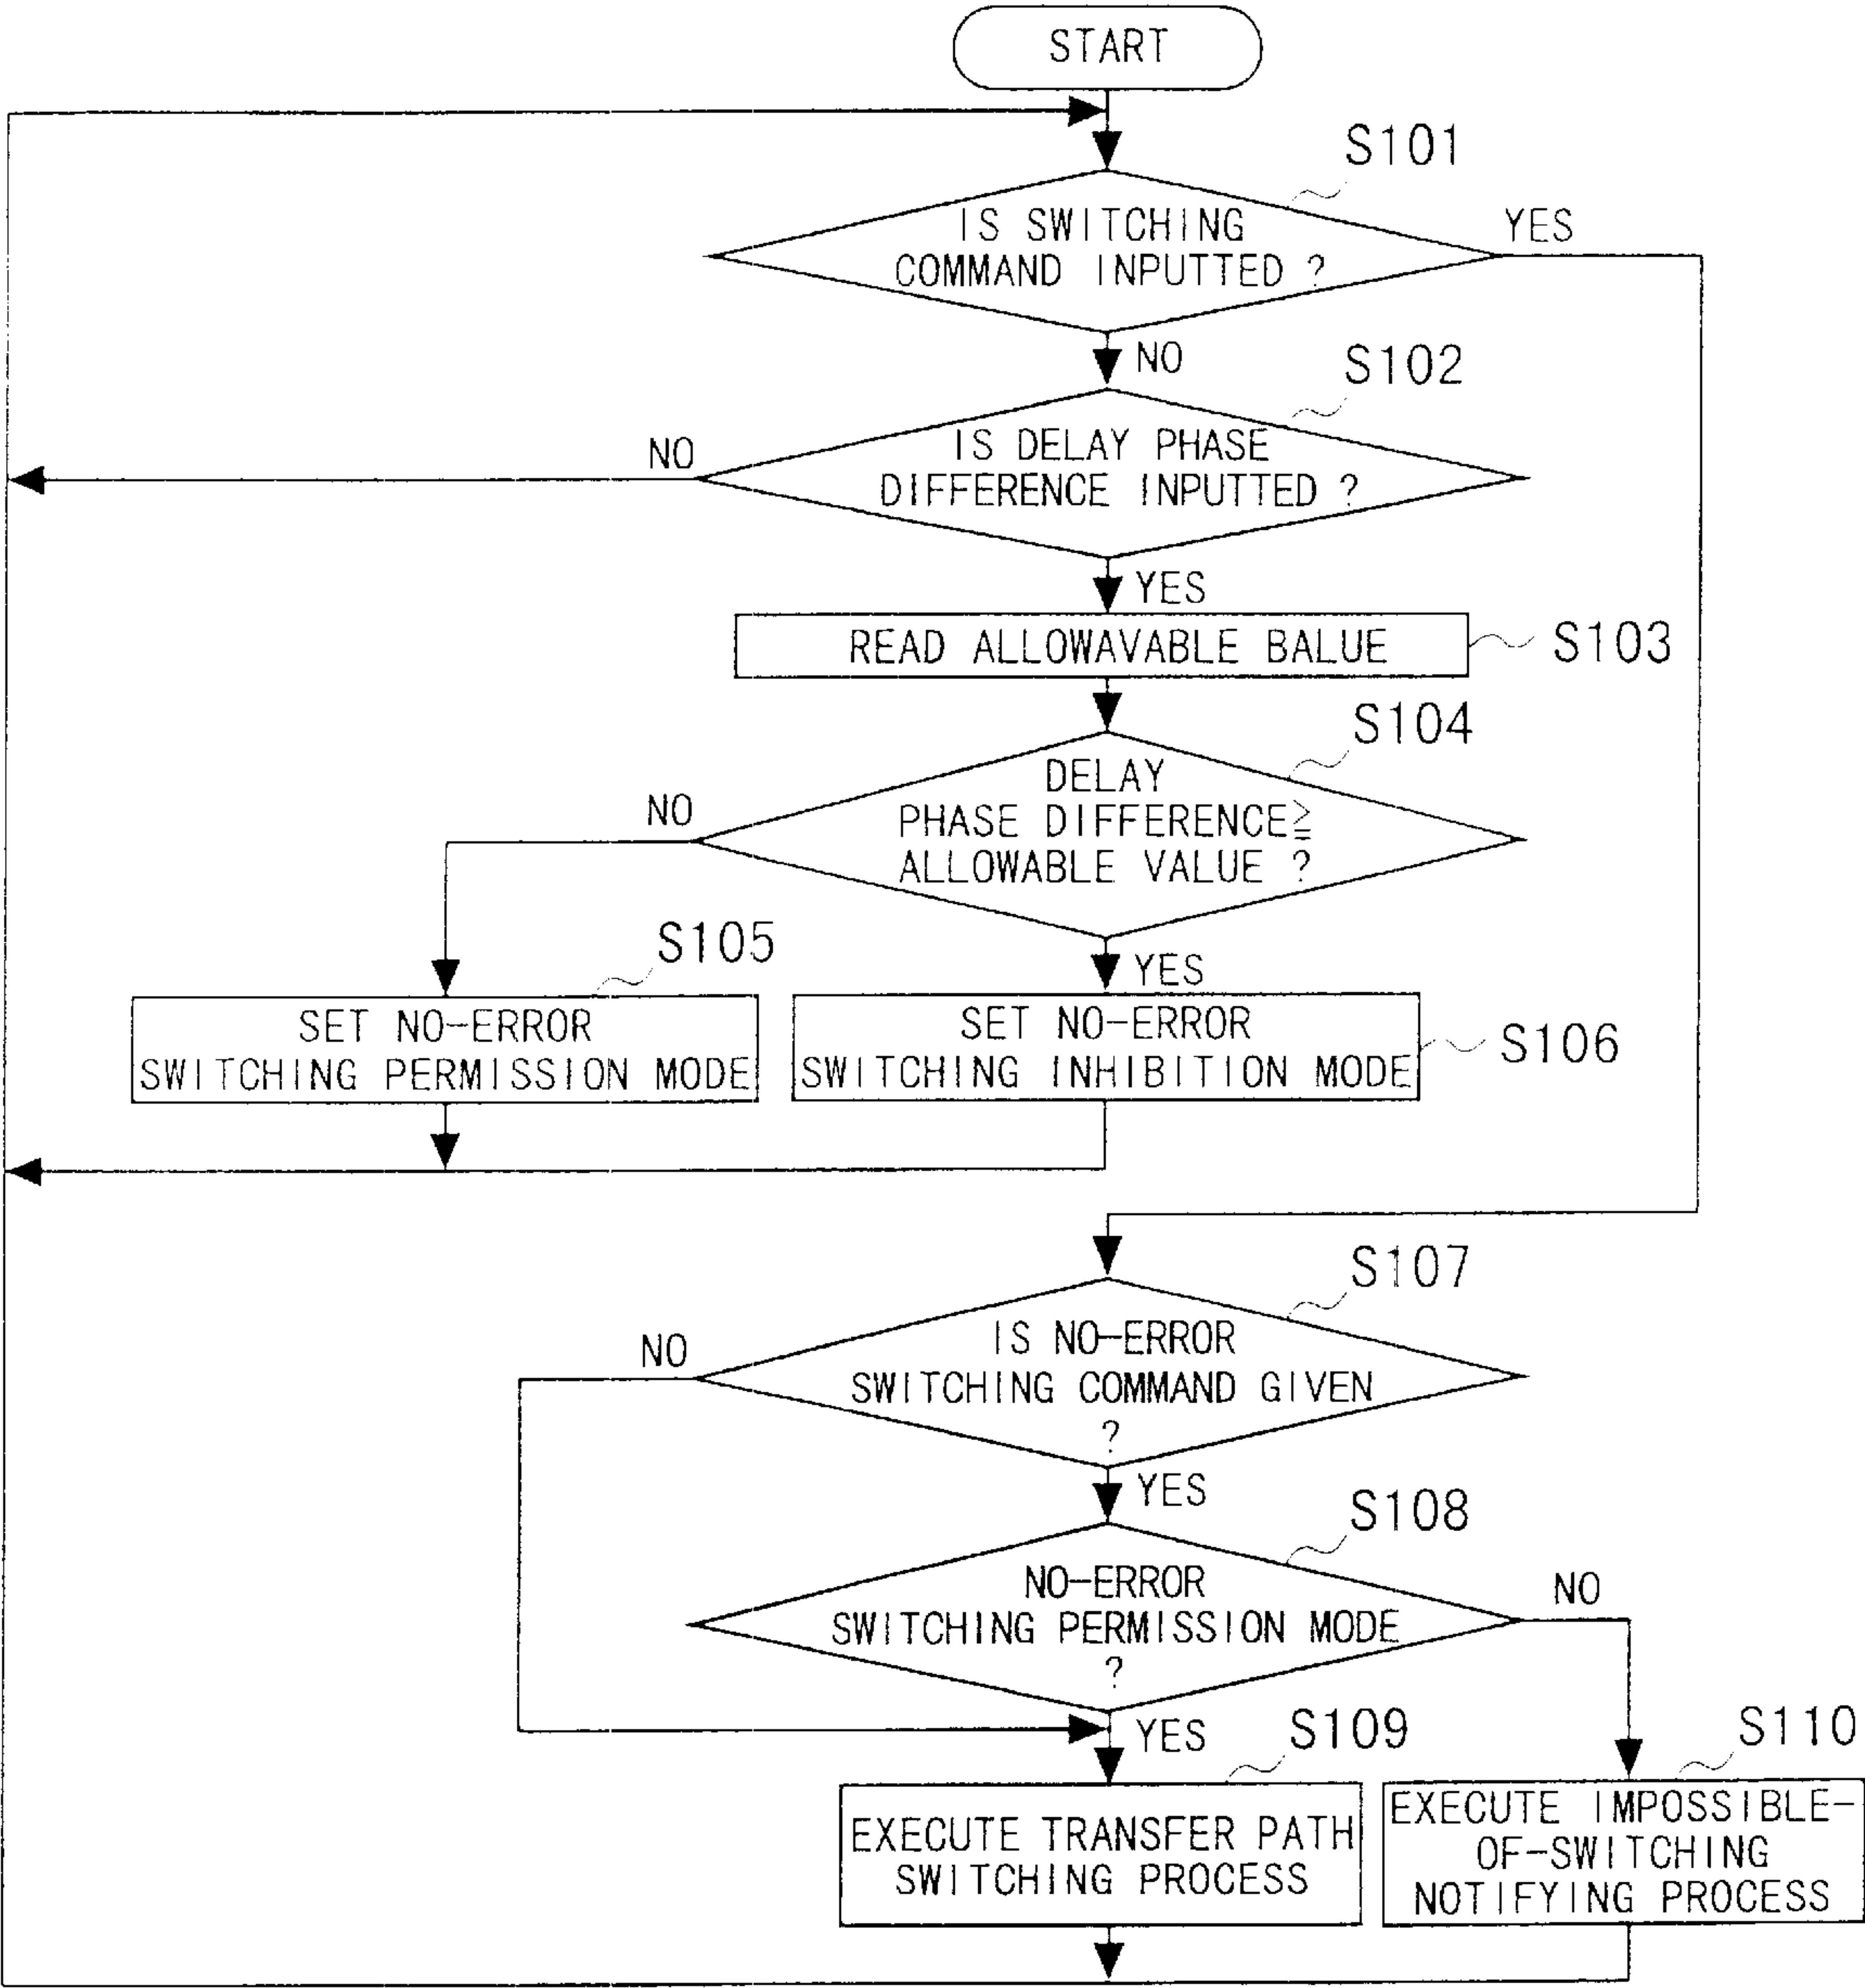 START
S101
IS SWITCHING
COMMAND INPUTTED ?
YES
NO
S102
IS DELAY PHASE
DIFFERENCE INPUTTED ?
NO
YES
READ ALLOWAVABLE BALUE
S103
S104
DELAY
PHASE DIFFERENCE≧
ALLOWABLE VALUE ?
NO
YES
S105
SET NO-ERROR
SWITCHING PERMISSION MODE
SET NO-ERROR
SWITCHING INHIBITION MODE
S106
S107
IS NO-ERROR
SWITCHING COMMAND GIVEN
?
NO
YES
S108
NO-ERROR
SWITCHING PERMISSION MODE
?
NO
YES
S109
EXECUTE TRANSFER PATH
SWITCHING PROCESS
S110
EXECUTE IMPOSSIBLE-
OF-SWITCHING
NOTIFYING PROCESS